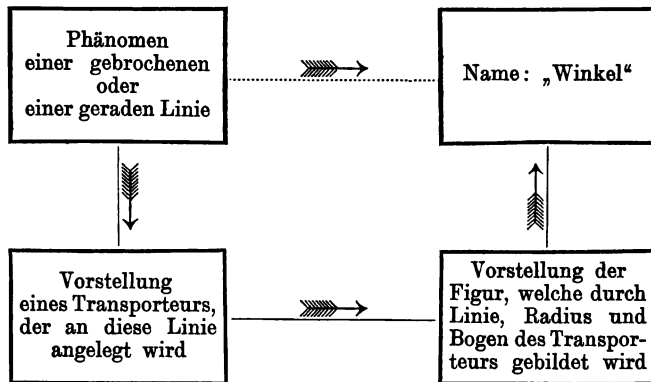 Phänomen
einer gebrochenen
oder
einer geraden Linie
Name: „Winkel“
Vorstellung
eines Transporteurs,
der an diese Linie
angelegt wird
Vorstellung der
Figur, welche durch
Linie, Radius und
Bogen des Transpor-
teurs gebildet wird